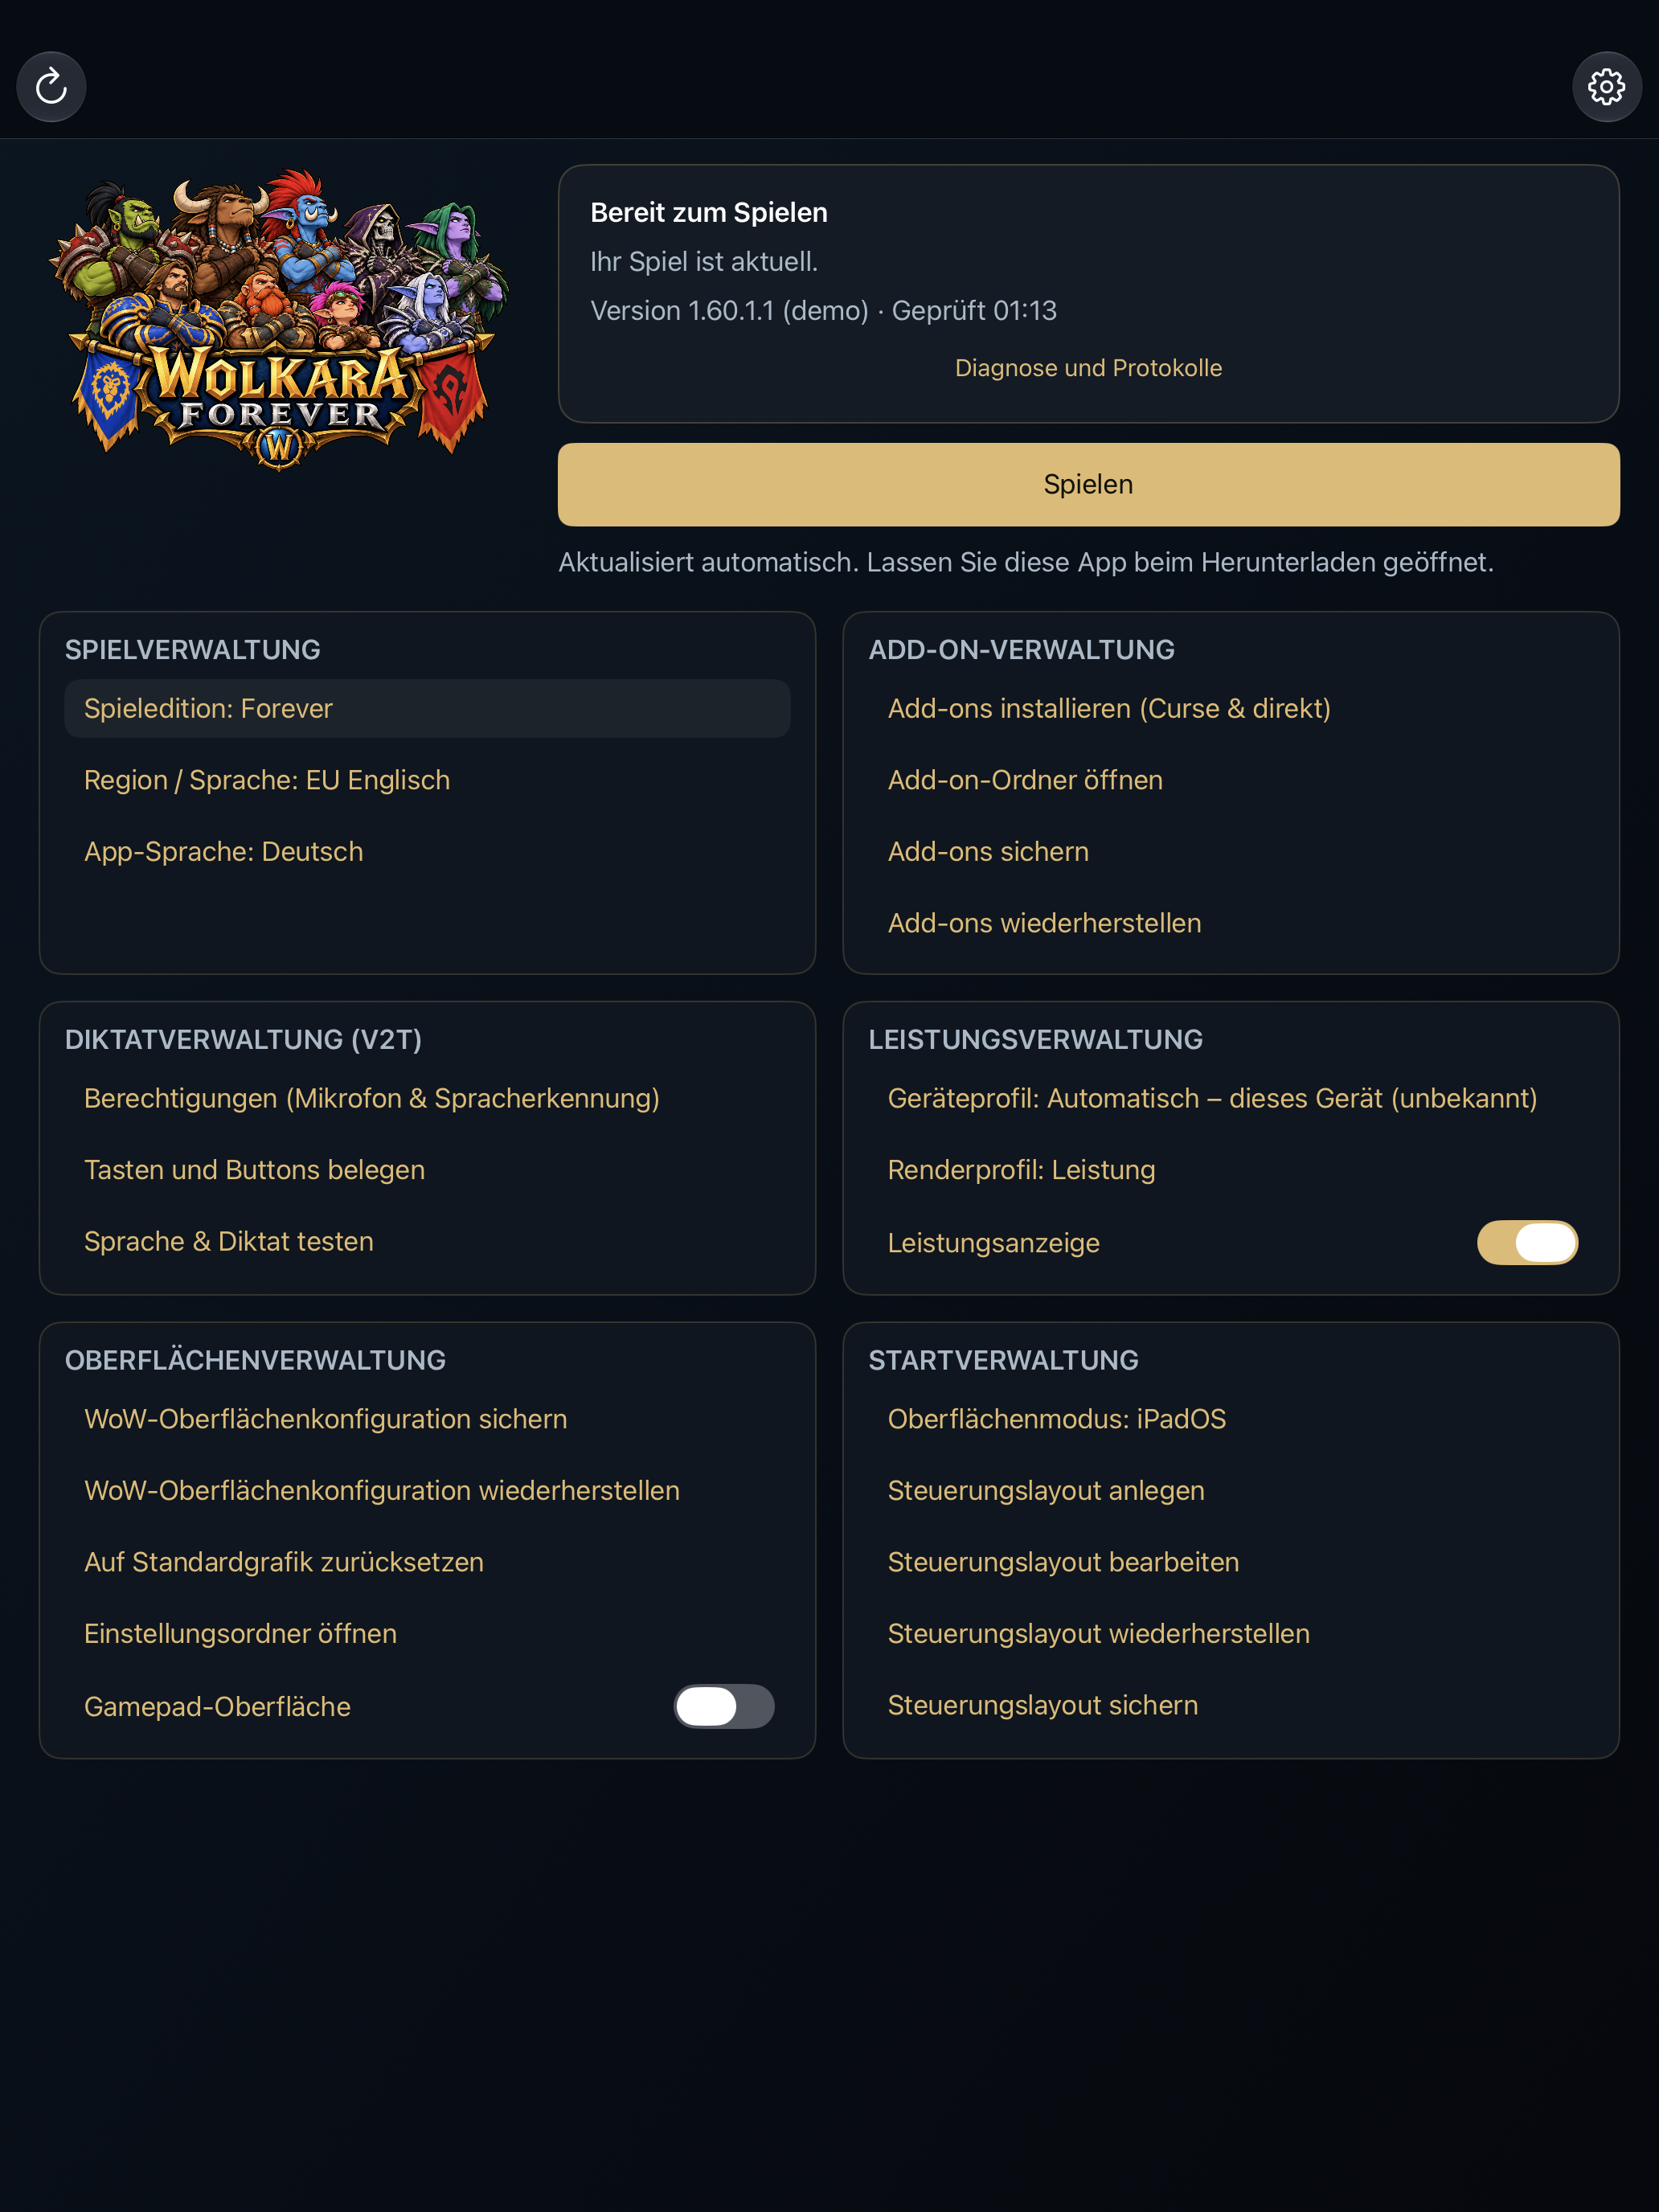 WOLKARA
FOREVER
W
Bereit zum Spielen
Ihr Spiel ist aktuell.
Version 1.60.1.1 (demo) · Geprüft 01:13
Diagnose und Protokolle
Spielen
Aktualisiert automatisch. Lassen Sie diese App beim Herunterladen geöffnet.
SPIELVERWALTUNG
Spieledition: Forever
Region / Sprache: EU Englisch
App-Sprache: Deutsch
ADD-ON-VERWALTUNG
Add-ons installieren (Curse & direkt)
Add-on-Ordner öffnen
Add-ons sichern
Add-ons wiederherstellen
DIKTATVERWALTUNG (V2T)
Berechtigungen (Mikrofon & Spracherkennung)
Tasten und Buttons belegen
Sprache & Diktat testen
LEISTUNGSVERWALTUNG
Geräteprofil: Automatisch – dieses Gerät (unbekannt)
Renderprofil: Leistung
Leistungsanzeige
OBERFLÄCHENVERWALTUNG
WoW-Oberflächenkonfiguration sichern
WoW-Oberflächenkonfiguration wiederherstellen
Auf Standardgrafik zurücksetzen
Einstellungsordner öffnen
Gamepad-Oberfläche
STARTVERWALTUNG
Oberflächenmodus: iPadOS
Steuerungslayout anlegen
Steuerungslayout bearbeiten
Steuerungslayout wiederherstellen
Steuerungslayout sichern